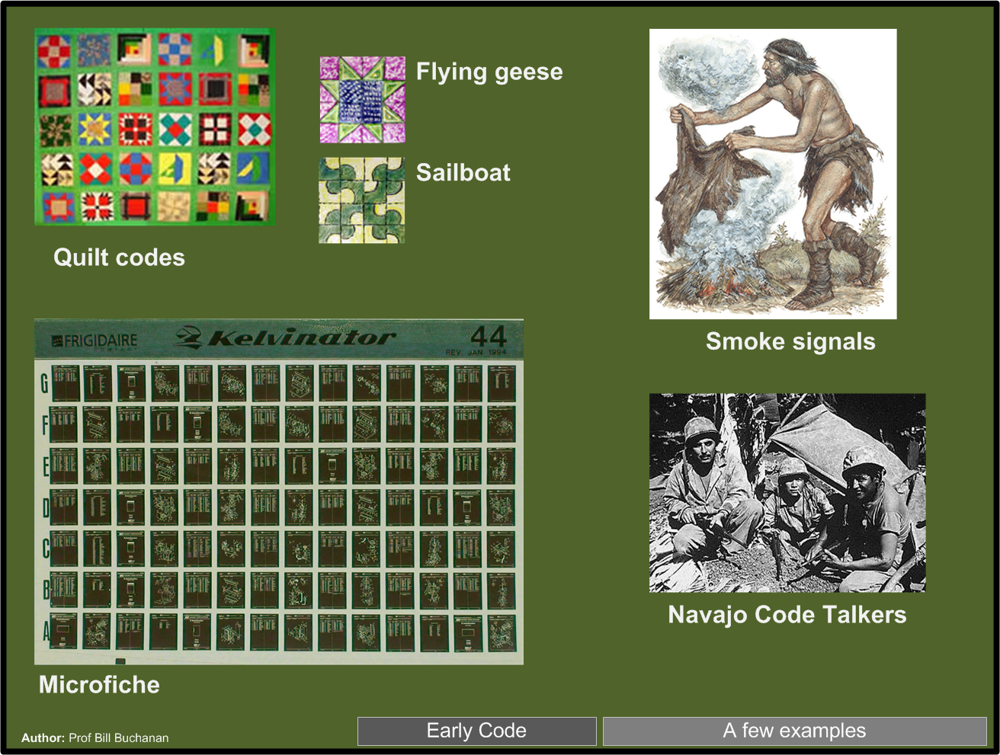 Flying geese
Sailboat
Quilt codes
FRIGIDAIRE
COMPANY
Kelvinator
44
REV. JAN 1994
G
F
E
D
C
B
A
Microfiche
Smoke signals
Navajo Code Talkers
Early Code
A few examples
Author: Prof Bill Buchanan